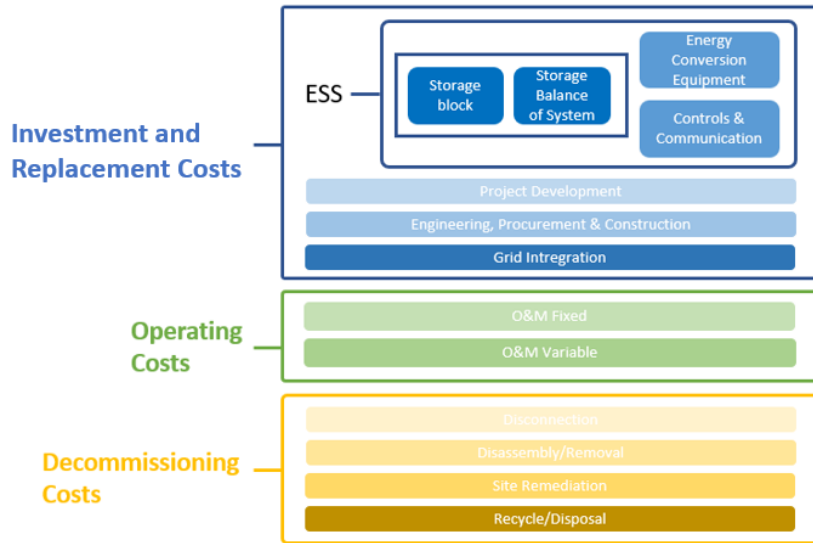 Investment and
Replacement Costs
ESS
Storage
block
Storage
Balance
of System
Energy
Conversion
Equipment
Controls &
Communication
Project Development
Engineering, Procurement & Construction
Grid Intregration
Operating
Costs
O&M Fixed
O&M Variable
Decommissioning
Costs
Disconnection
Disassembly/Removal
Site Remediation
Recycle/Disposal